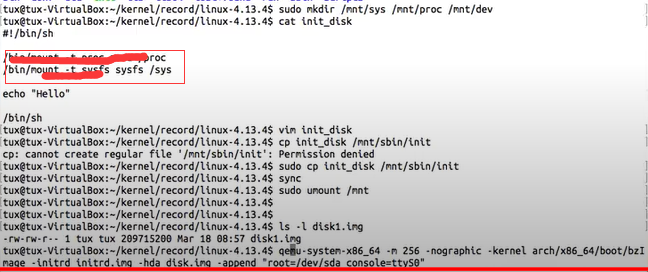 tux@tux-VirtualBox:~/kernel/record/linux-4.13.4$ sudo mkdir /mnt/sys /mnt/proc /mnt/dev
tux@tux-VirtualBox:~/kernel/record/linux-4.13.4$ cat init_disk
#!/bin/sh
/bin/mount -t proc /proc
/bin/mount -t sysfs sysfs /sys
echo "Hello"
/bin/sh
tux@tux-VirtualBox:~/kernel/record/linux-4.13.4$ vim init_disk
tux@tux-VirtualBox:~/kernel/record/linux-4.13.4$ cp init_disk /mnt/sbin/init
cp: cannot create regular file '/mnt/sbin/init': Permission denied
tux@tux-VirtualBox:~/kernel/record/linux-4.13.4$ sudo cp init_disk /mnt/sbin/init
tux@tux-VirtualBox:~/kernel/record/linux-4.13.4$ sync
tux@tux-VirtualBox:~/kernel/record/linux-4.13.4$ sudo umount /mnt
tux@tux-VirtualBox:~/kernel/record/linux-4.13.4$
tux@tux-VirtualBox:~/kernel/record/linux-4.13.4$
tux@tux-VirtualBox:~/kernel/record/linux-4.13.4$ ls -l disk1.img
-rw-rw-r-- 1 tux tux 209715200 Mar 18 08:57 disk1.img
tux@tux-VirtualBox:~/kernel/record/linux-4.13.4$ qemu-system-x86_64 -m 256 -nographic -kernel arch/x86_64/boot/bzI
mage -initrd initrd.img -hda disk.img -append "root=/dev/sda console=ttyS0"